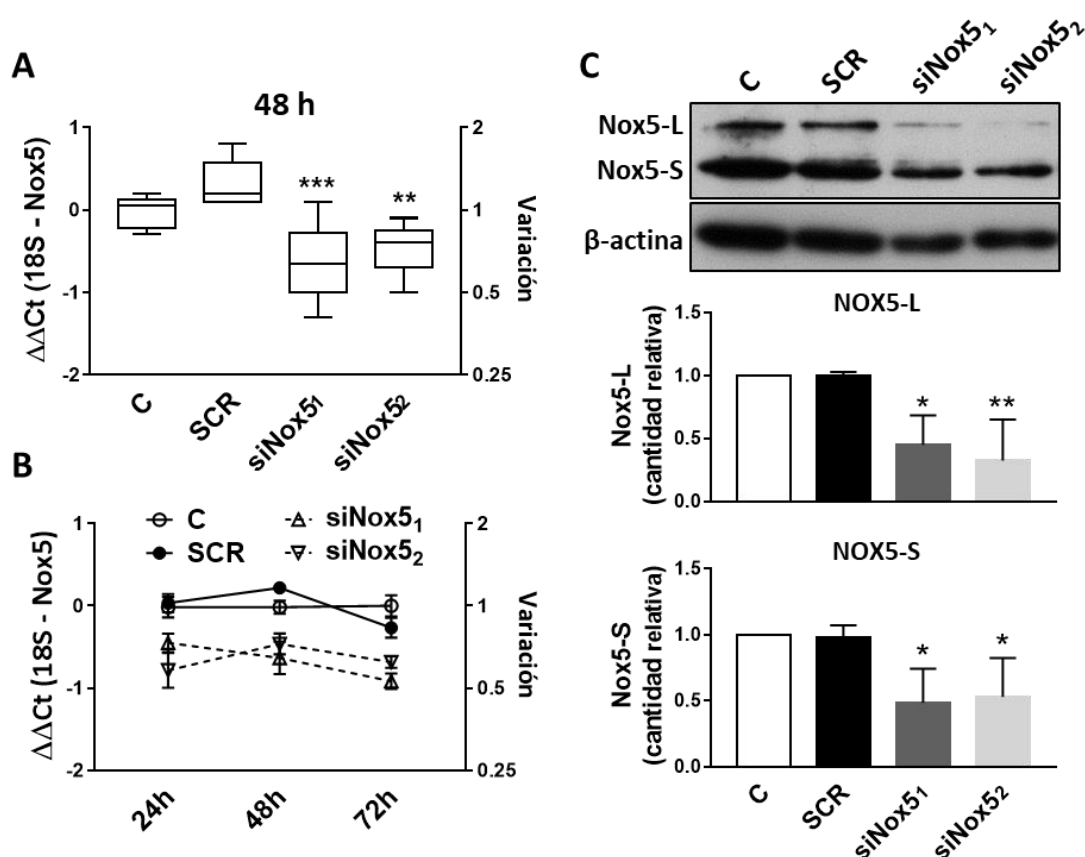 A
48 h
ΔΔCt (18S - Nox5)
1
0
-1
-2
***
**
2
1
0.5
0.25
Variación
C
SCR
siNox5₁
siNox5₂
B
C
SCR
siNox5₁
siNox5₂
ΔΔCt (18S - Nox5)
1
0
-1
-2
2
1
0.5
0.25
Variación
24h
48h
72h
C
C
SCR
siNox5₁
siNox5₂
Nox5-L
Nox5-S
β-actina
NOX5-L
Nox5-L
(cantidad relativa)
1.5
1.0
0.5
0.0
*
**
NOX5-S
Nox5-S
(cantidad relativa)
1.5
1.0
0.5
0.0
*
*
C
SCR
siNox5₁
siNox5₂